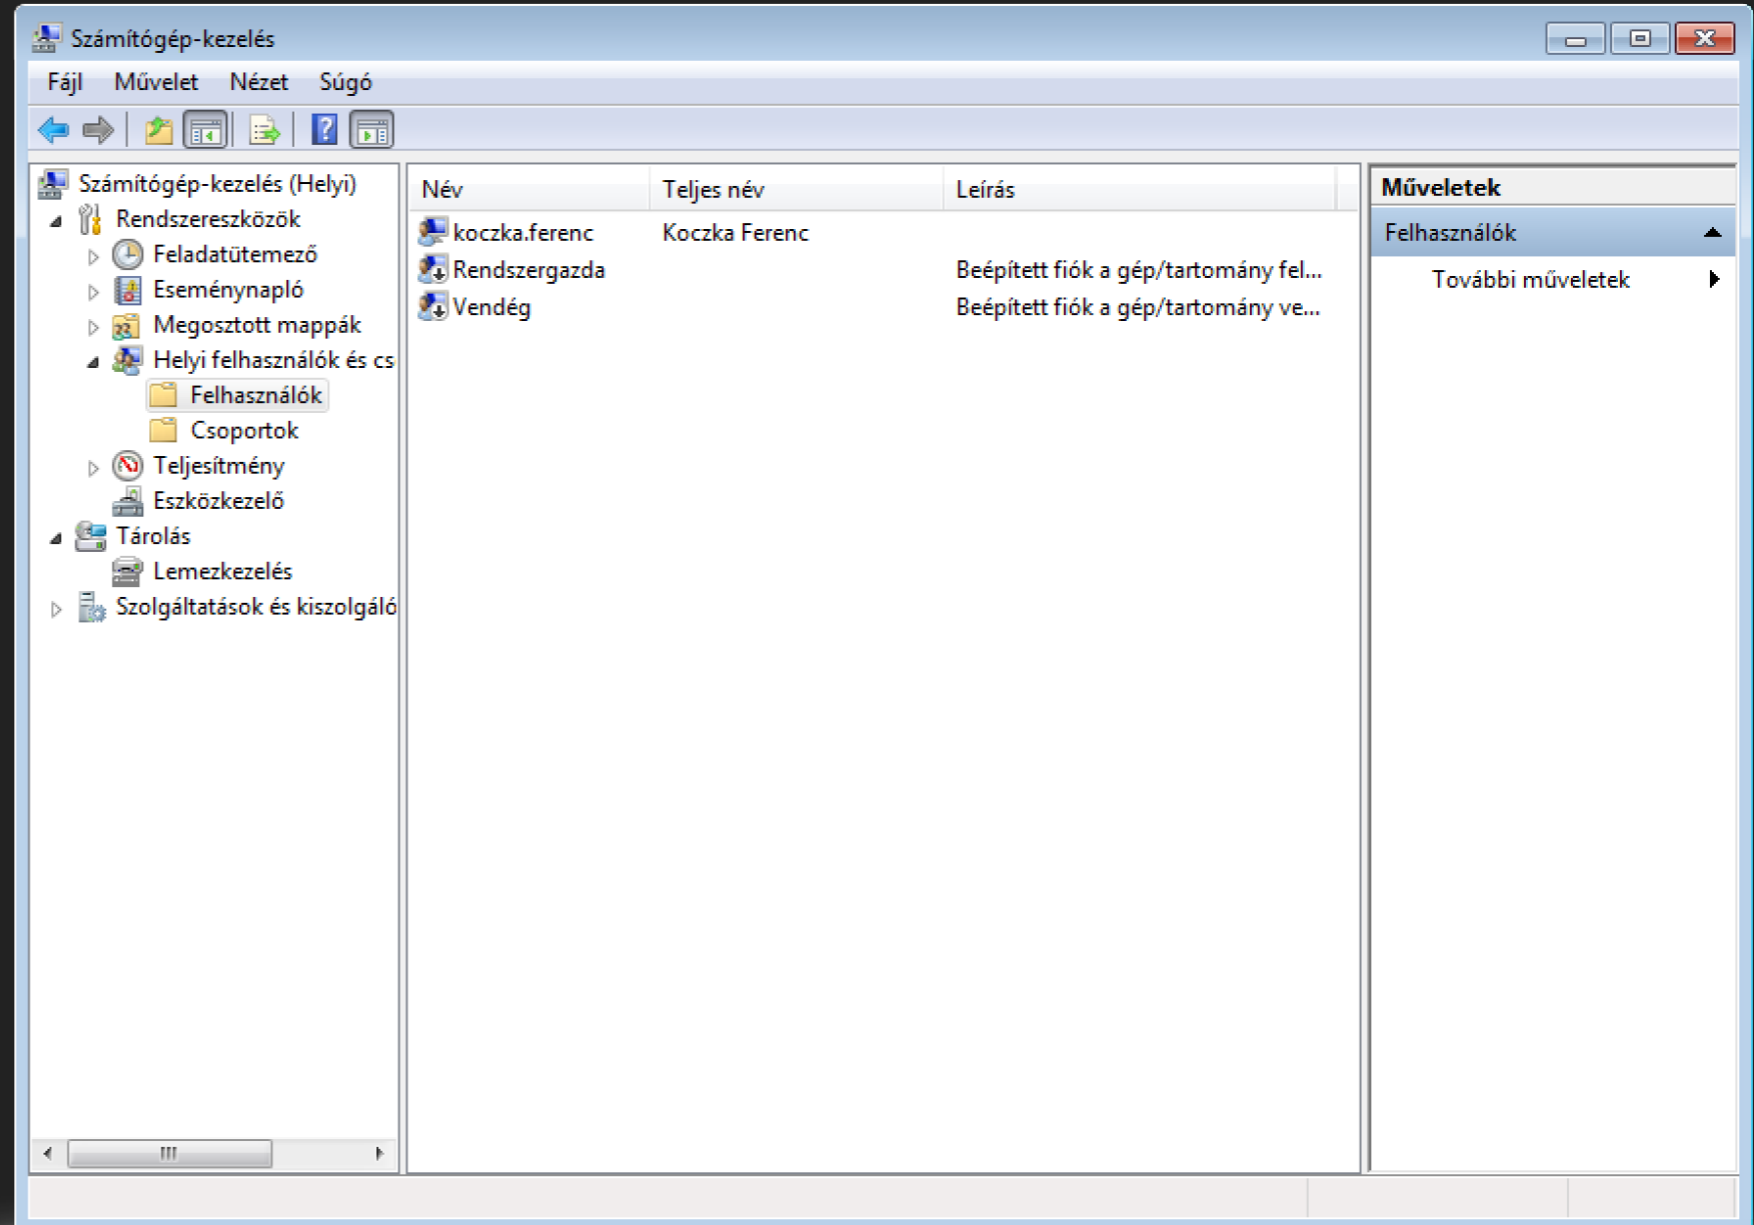 Számítógép-kezelés
Fájl Művelet Nézet Súgó
Számítógép-kezelés (Helyi)
Rendszereszközök
Feladatütemező
Eseménynapló
Megosztott mappák
Helyi felhasználók és cs
Felhasználók
Csoportok
Teljesítmény
Eszközkezelő
Tárolás
Lemezkezelés
Szolgáltatások és kiszolgáló
Név Teljes név Leírás
koczka.ferenc Koczka Ferenc
Rendszergazda Beépített fiók a gép/tartomány fel...
Vendég Beépített fiók a gép/tartomány ve...
Műveletek
Felhasználók
További műveletek